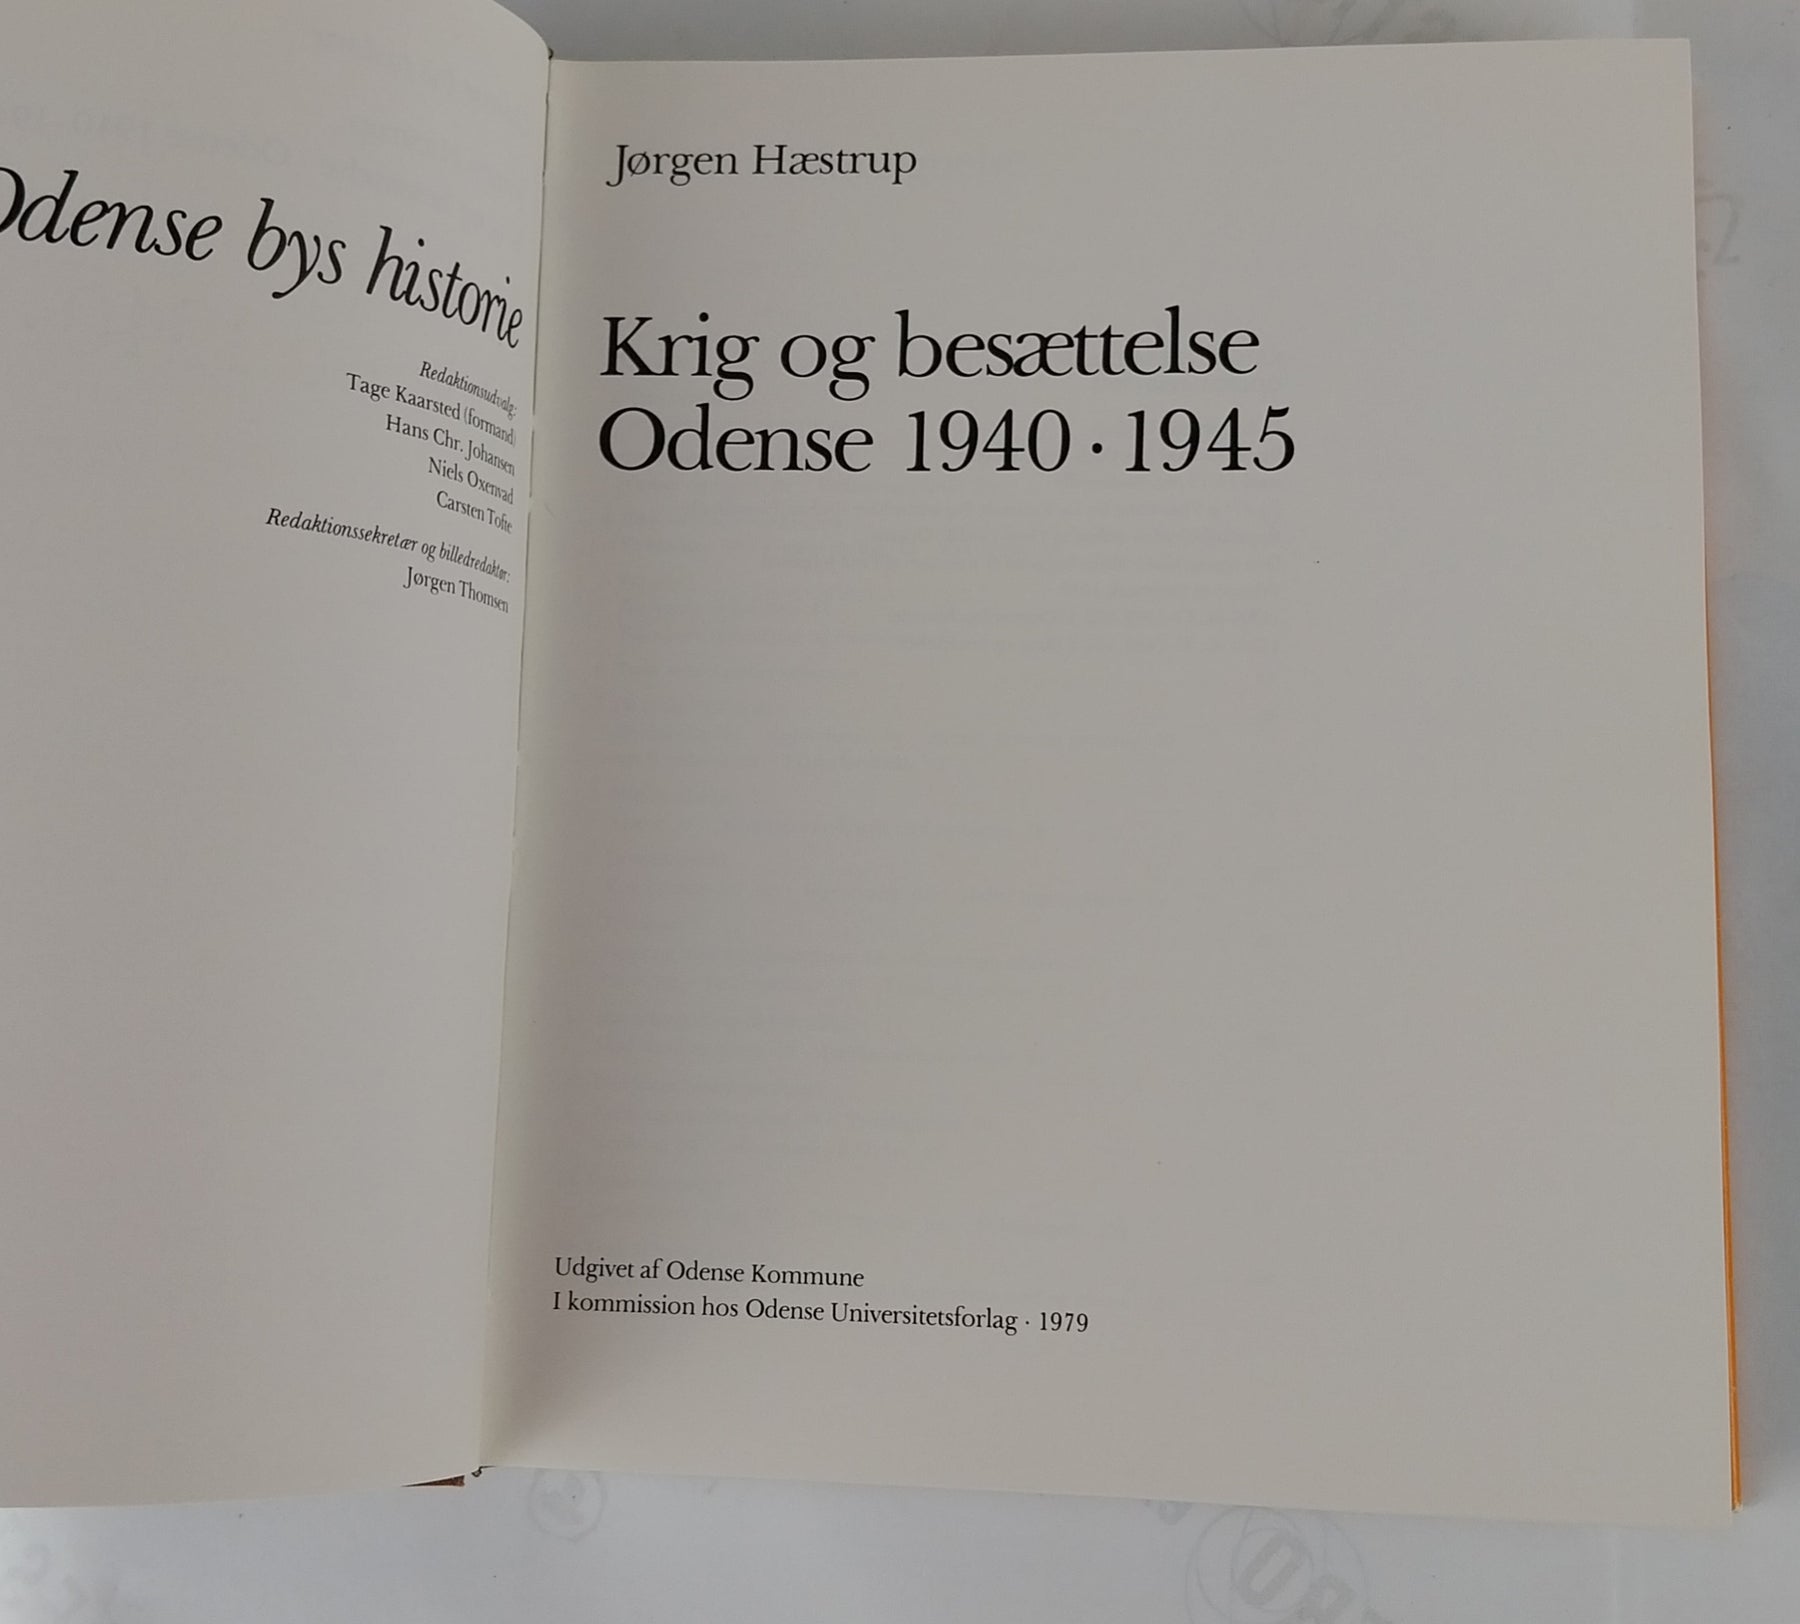 Odense bys historie
Redaktionsudvalg:
Tage Kaarsted (formand)
Hans Chr. Johansen
Niels Oxenvad
Carsten Tofte
Redaktionssekretær og billedredaktør:
Jørgen Thomsen
Jørgen Hæstrup
Krig og besættelse
Odense 1940 · 1945
Udgivet af Odense Kommune
I kommission hos Odense Universitetsforlag · 1979